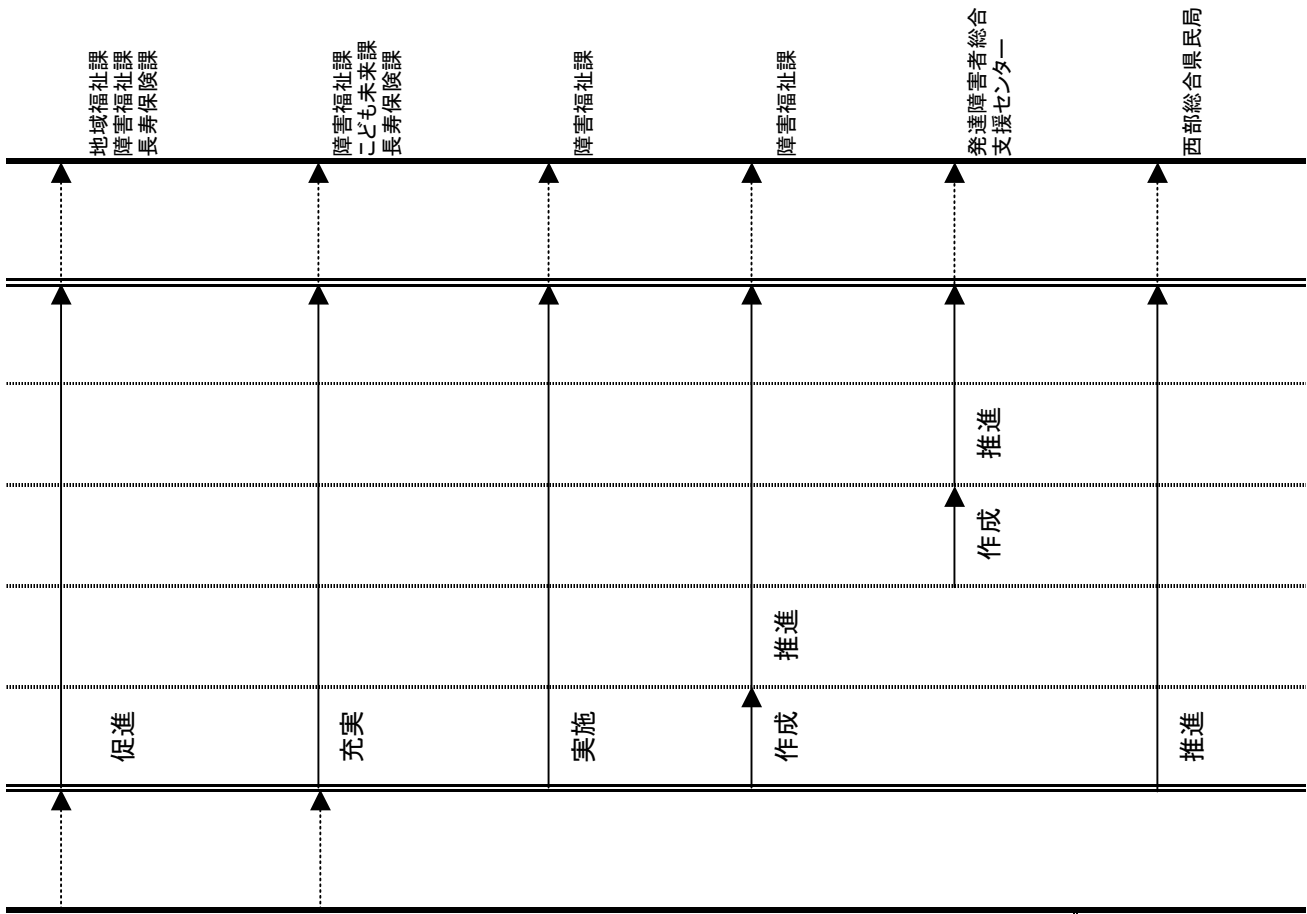 地域福祉課
障害福祉課
長寿保険課
促進
障害福祉課
こども未来課
長寿保険課
充実
障害福祉課
実施
障害福祉課
作成
推進
発達障害者総合
支援センター
作成
推進
西部総合県民局
推進